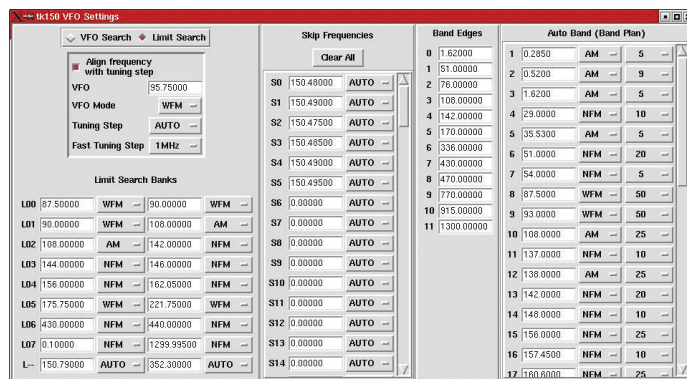 tk150 VFO Settings
VFO Search Limit Search
Align frequency
with tuning step
VFO 95.75000
VFO Mode WFM
Tuning Step AUTO
Fast Tuning Step 1MHz
Limit Search Banks
L00 87.50000 WFM 90.00000 WFM
L01 90.00000 WFM 108.00000 AM
L02 108.00000 AM 142.00000 NFM
L03 144.00000 NFM 146.00000 NFM
L04 156.00000 NFM 162.05000 NFM
L05 175.75000 WFM 221.75000 WFM
L06 430.00000 NFM 440.00000 NFM
L07 0.10000 NFM 1299.99500 NFM
L-- 150.79000 AUTO 352.30000 AUTO
Skip Frequencies
Clear All
S0 150.48000 AUTO
S1 150.49000 AUTO
S2 150.47500 AUTO
S3 150.48500 AUTO
S4 150.49000 AUTO
S5 150.49500 AUTO
S6 0.00000 AUTO
S7 0.00000 AUTO
S8 0.00000 AUTO
S9 0.00000 AUTO
S10 0.00000 AUTO
S11 0.00000 AUTO
S12 0.00000 AUTO
S13 0.00000 AUTO
S14 0.00000 AUTO
Band Edges
0 1.62000
1 51.00000
2 76.00000
3 108.00000
4 142.00000
5 170.00000
6 336.00000
7 430.00000
8 470.00000
9 770.00000
10 915.00000
11 1300.00000
Auto Band (Band Plan)
1 0.2850 AM 5
2 0.5200 AM 9
3 1.6200 AM 5
4 29.0000 NFM 10
5 35.5300 AM 5
6 51.0000 NFM 20
7 54.0000 NFM 5
8 87.5000 WFM 50
9 93.0000 WFM 50
10 108.0000 AM 25
11 137.0000 NFM 10
12 138.0000 AM 25
13 142.0000 NFM 20
14 148.0000 NFM 10
15 156.0000 NFM 25
16 157.4500 NFM 10
17 160.6000 NFM 25